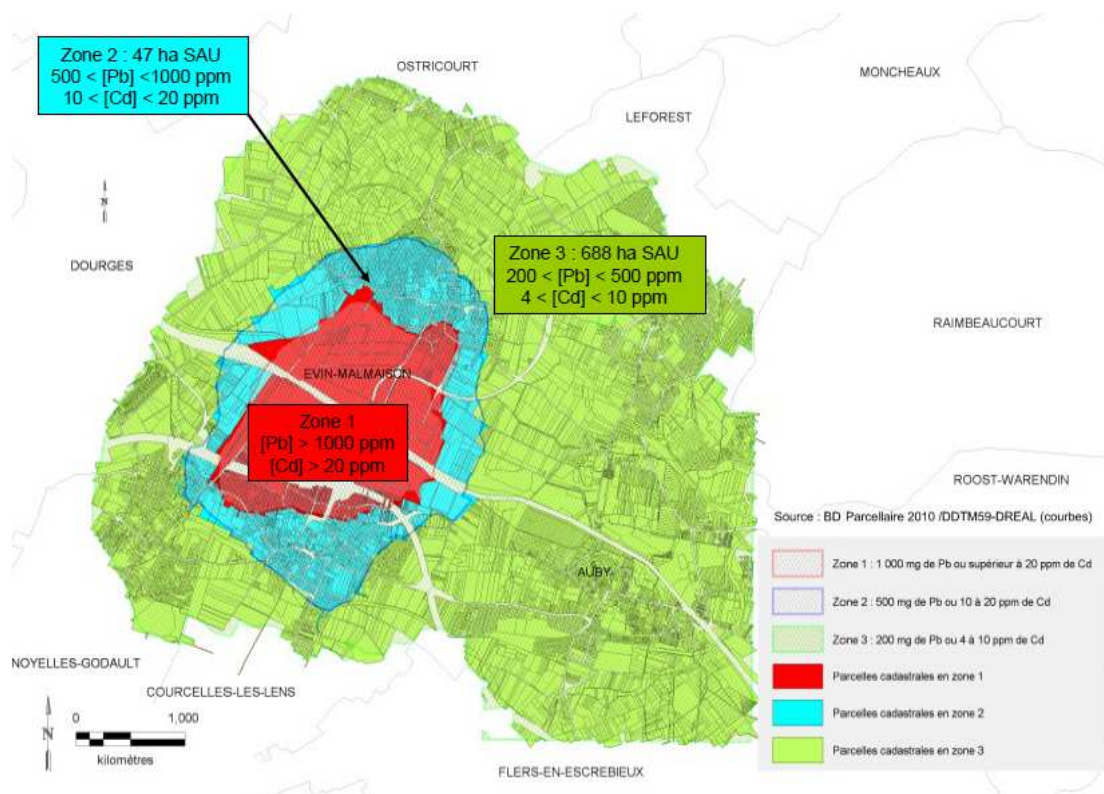 Zone 2 : 47 ha SAU
500 < [Pb] <1000 ppm
10 < [Cd] < 20 ppm
OSTRICOURT
MONCHEAUX
LEFOREST
N
DOURGES
Zone 3 : 688 ha SAU
200 < [Pb] < 500 ppm
4 < [Cd] < 10 ppm
RAIMBEAUCOURT
EVIN-MALMAISON
Zone 1
[Pb] > 1000 ppm
[Cd] > 20 ppm
ROOST-WARENDIN
Source : BD Parcellaire 2010 /DDTM59-DREAL (courbes)
Zone 1 : 1 000 mg de Pb ou supérieur à 20 ppm de Cd
AUBY
Zone 2 : 500 mg de Pb ou 10 à 20 ppm de Cd
Zone 3 : 200 mg de Pb ou 4 à 10 ppm de Cd
Parcelles cadastrales en zone 1
Parcelles cadastrales en zone 2
Parcelles cadastrales en zone 3
NOYELLES-GODAULT
COURCELLES-LES-LENS
N
0 1,000
kilomètres
FLERS-EN-ESCREBIEUX